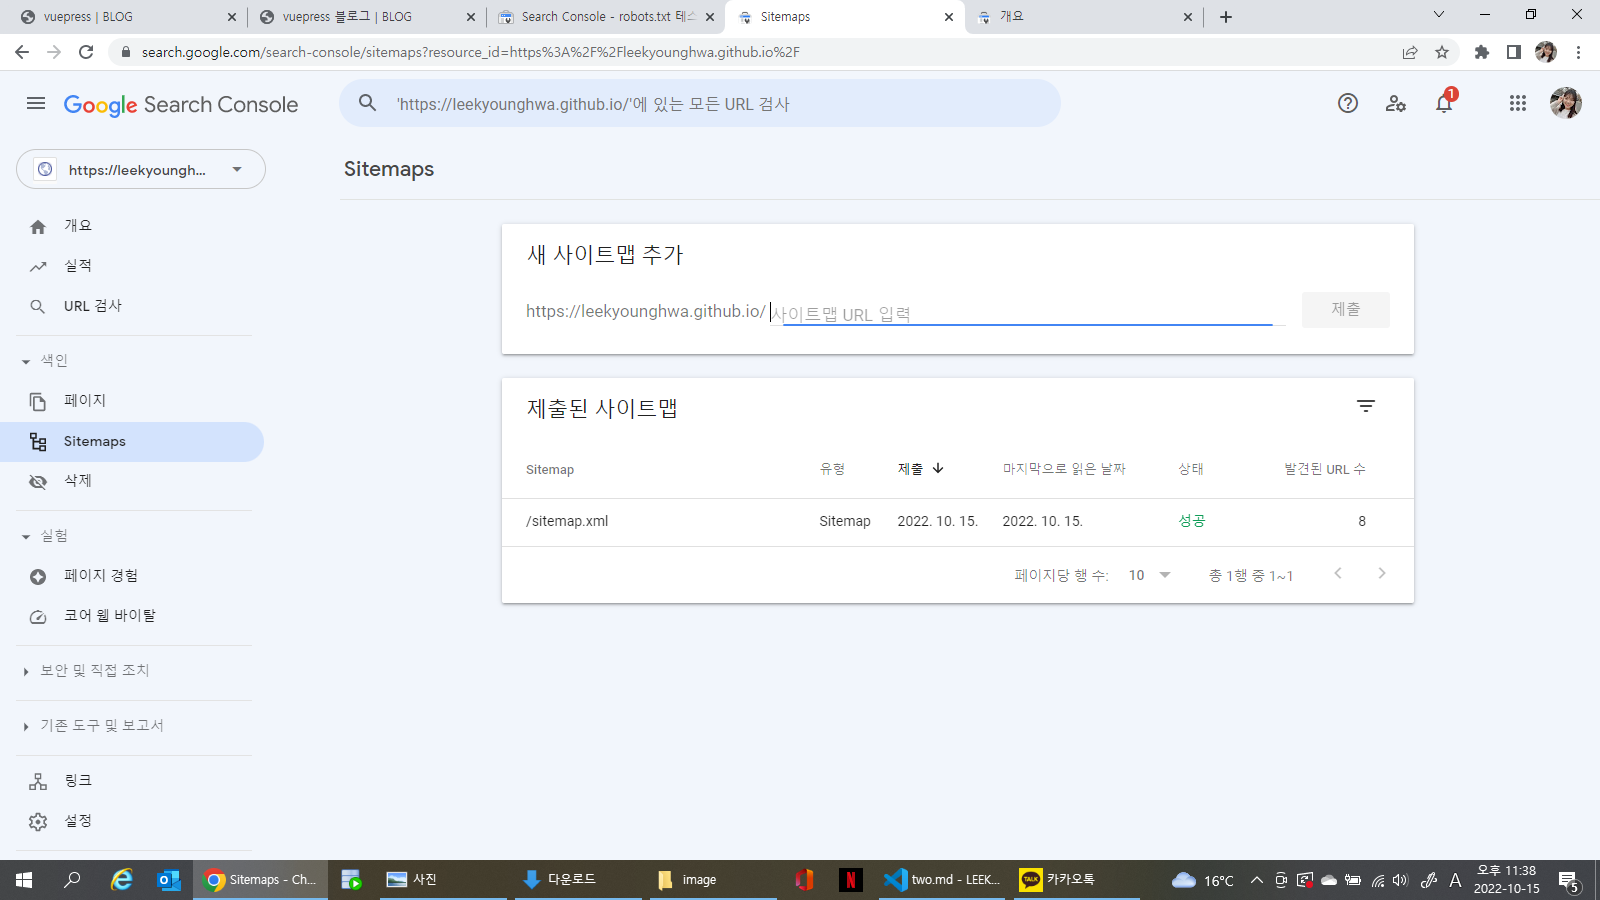 vuepress | BLOG
vuepress 블로그 | BLOG
Search Console - robots.txt 테스
Sitemaps
개요
search.google.com/search-console/sitemaps?resource_id=https%3A%2F%2Fleekyounghwa.github.io%2F
Google Search Console
'https://leekyounghwa.github.io/'에 있는 모든 URL 검사
1
https://leekyoungh...
Sitemaps
개요
실적
URL 검사
색인
페이지
Sitemaps
삭제
실험
페이지 경험
코어 웹 바이탈
보안 및 직접 조치
기존 도구 및 보고서
링크
설정
새 사이트맵 추가
https://leekyounghwa.github.io/ 사이트맵 URL 입력
제출
제출된 사이트맵
Sitemap 유형 제출 마지막으로 읽은 날짜 상태 발견된 URL 수
/sitemap.xml Sitemap 2022. 10. 15. 2022. 10. 15. 성공 8
페이지당 행 수: 10 총 1행 중 1~1
Sitemaps - Ch...
사진
다운로드
image
N
two.md - LEEK...
TALK
카카오톡
16°C
A
오후 11:38
2022-10-15
5